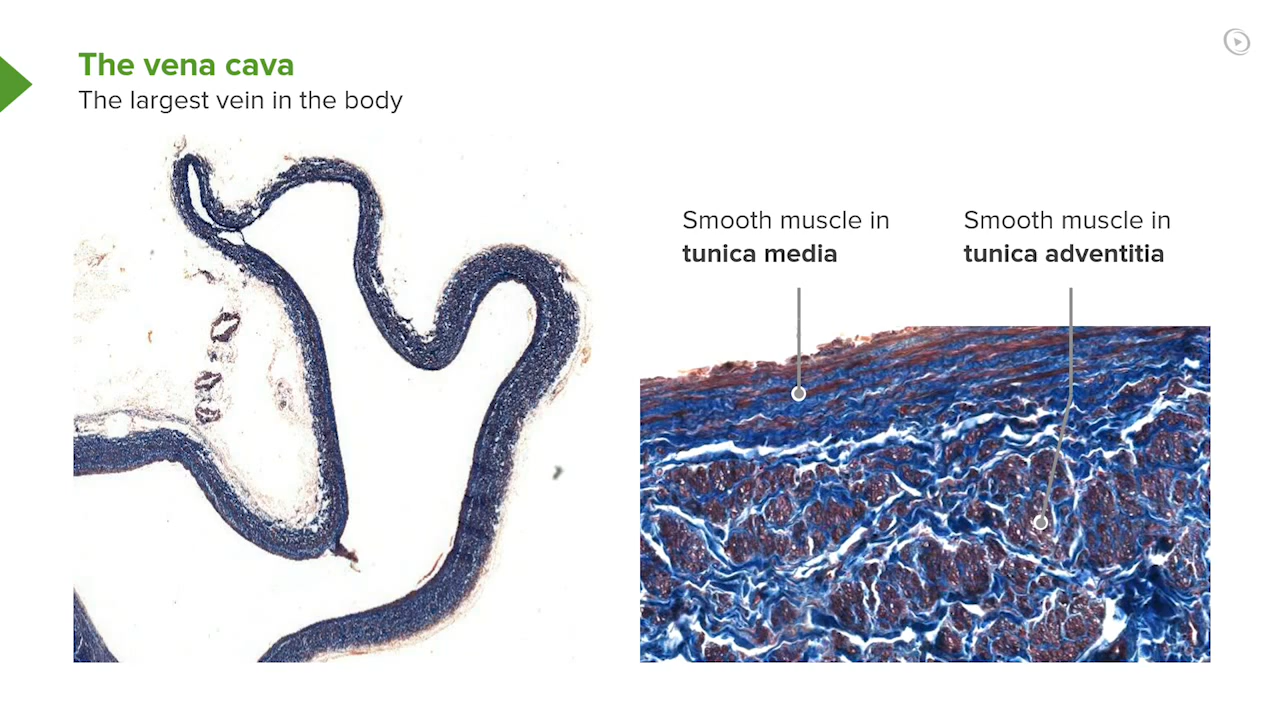 The vena cava
The largest vein in the body
Smooth muscle in
tunica media
Smooth muscle in
tunica adventitia